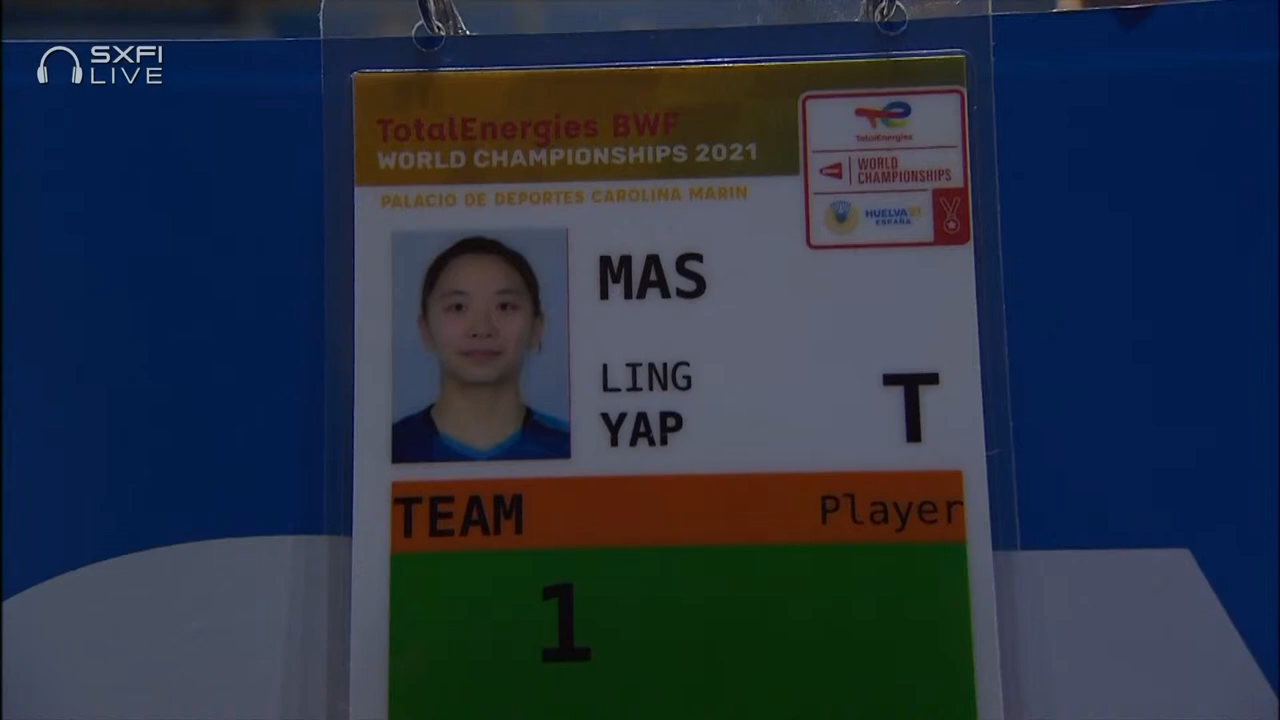 SXFI
LIVE
TotalEnergies BWF
WORLD CHAMPIONSHIPS 2021
PALACIO DE DEPORTES CAROLINA MARIN
TotalEnergies
WORLD
CHAMPIONSHIPS
HUELVA21
ESPAÑA
MAS
LING
YAP
T
TEAM
Player
1